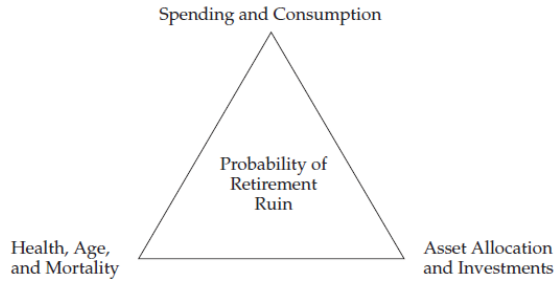 Spending and Consumption
Probability of
Retirement
Ruin
Health, Age,
and Mortality
Asset Allocation
and Investments